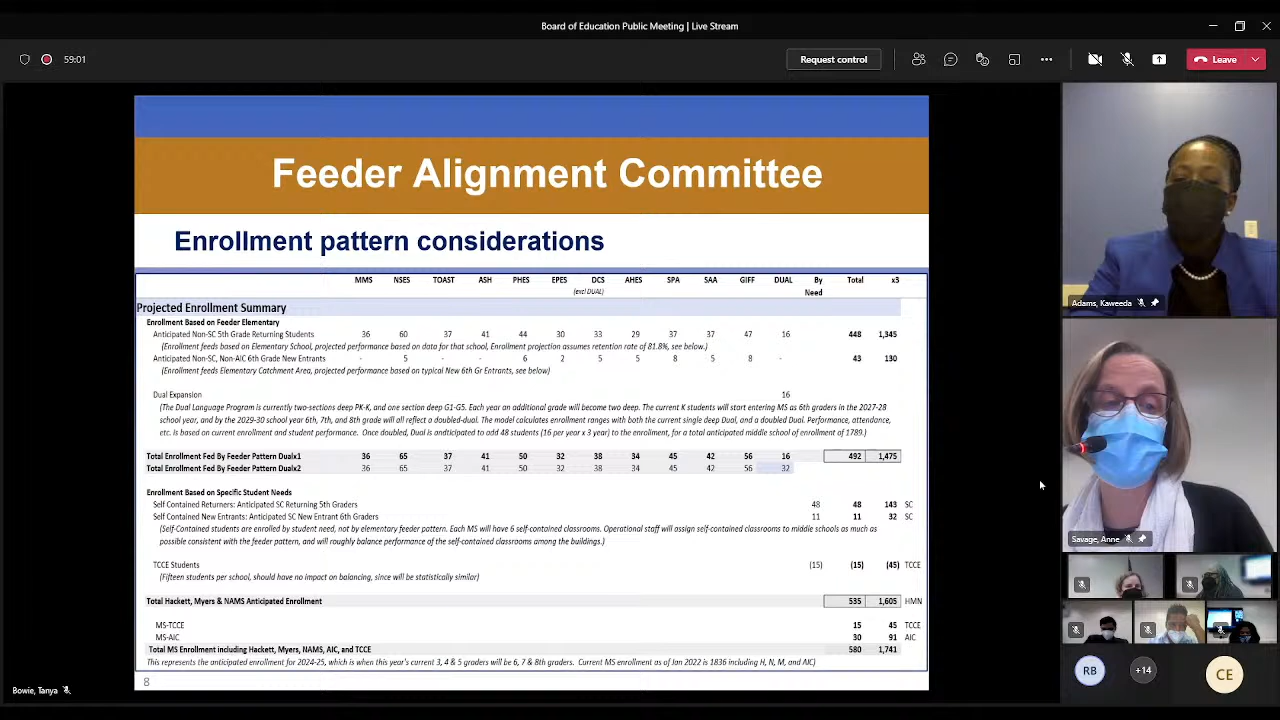 Board of Education Public Meeting | Live Stream
59:01
Request control
Leave
Feeder Alignment Committee
Enrollment pattern considerations
MMS NSES TOAST ASH PHES EPES DCS AHES SPA SAA GIFF DUAL By Total x3
(excl DUAL) Need
Projected Enrollment Summary
Enrollment Based on Feeder Elementary
Anticipated Non-SC 5th Grade Returning Students 36 60 37 41 44 30 33 29 37 37 47 16 448 1,345
(Enrollment feeds based on Elementary School, projected performance based on data for that school, Enrollment projection assumes retention rate of 81.8%, see below.)
Anticipated Non-SC, Non-AIC 6th Grade New Entrants - 5 - - 6 2 5 5 8 5 8 - 43 130
(Enrollment feeds Elementary Catchment Area, projected performance based on typical New 6th Gr Entrants, see below)
Dual Expansion 16
(The Dual Language Program is currently two-sections deep PK-K, and one section deep G1-G5. Each year an additional grade will become two deep. The current K students will start entering MS as 6th graders in the 2027-28
school year, and by the 2029-30 school year 6th, 7th, and 8th grade will all reflect a doubled-dual. The model calculates enrollment ranges with both the current single deep Dual, and a doubled Dual. Performance, attendance,
etc. is based on current enrollment and student performance. Once doubled, Dual is andticipated to add 48 students (16 per year x 3 year) to the enrollment, for a total anticipated middle school of enrollment of 1789.)
Total Enrollment Fed By Feeder Pattern Dualx1 36 65 37 41 50 32 38 34 45 42 56 16 492 1,475
Total Enrollment Fed By Feeder Pattern Dualx2 36 65 37 41 50 32 38 34 45 42 56 32
Enrollment Based on Specific Student Needs
Self Contained Returners: Anticipated SC Returning 5th Graders 48 48 143 SC
Self Contained New Entrants: Anticipated SC New Entrant 6th Graders 11 11 32 SC
(Self-Contained students are enrolled by student need, not by elementary feeder pattern. Each MS will have 6 self-contained classrooms. Operational staff will assign self-contained classrooms to middle schools as much as
possible consistent with the feeder pattern, and will roughly balance performance of the self-contained classrooms among the buildings.)
TCCE Students (15) (15) (45) TCCE
(Fifteen students per school, should have no impact on balancing, since will be statistically similar)
Total Hackett, Myers & NAMS Anticipated Enrollment 535 1,605 HMN
MS-TCCE 15 45 TCCE
MS-AIC 30 91 AIC
Total MS Enrollment including Hackett, Myers, NAMS, AIC, and TCCE 580 1,741
This represents the anticipated enrollment for 2024-25, which is when this year's current 3, 4 & 5 graders will be 6, 7 & 8th graders. Current MS enrollment as of Jan 2022 is 1836 including H, N, M, and AIC)
8
Adams, Kaweeda
Savage, Anne
RB
+14
CE
Bowie, Tanya